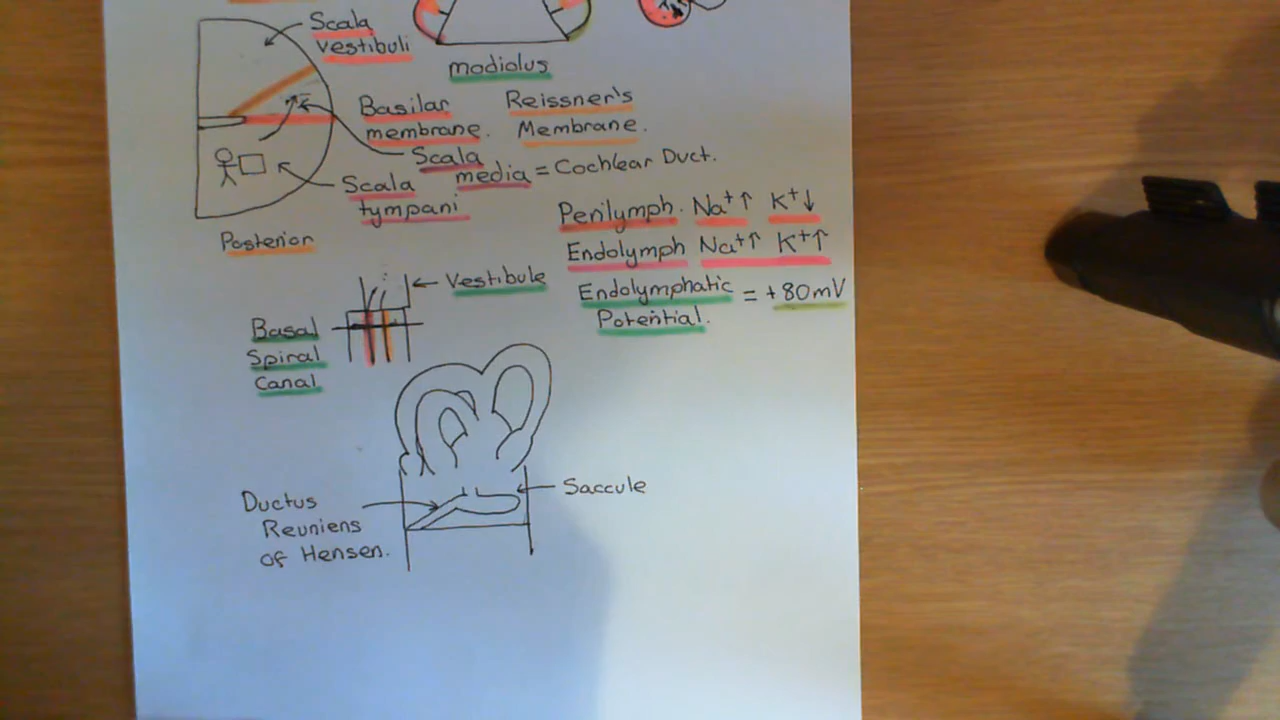 Scala
vestibuli
modiolus
Basilar
membrane.
Reissner's
Membrane.
Scala
media = Cochlear Duct.
Scala
tympani
Posterior
Perilymph. Na⁺↑ K⁺↓
Endolymph Na⁺↑ K⁺↑
Endolymphatic = +80mV
Potential.
Vestibule
Basal
Spiral
Canal
Saccule
Ductus
Reuniens
of Hensen.